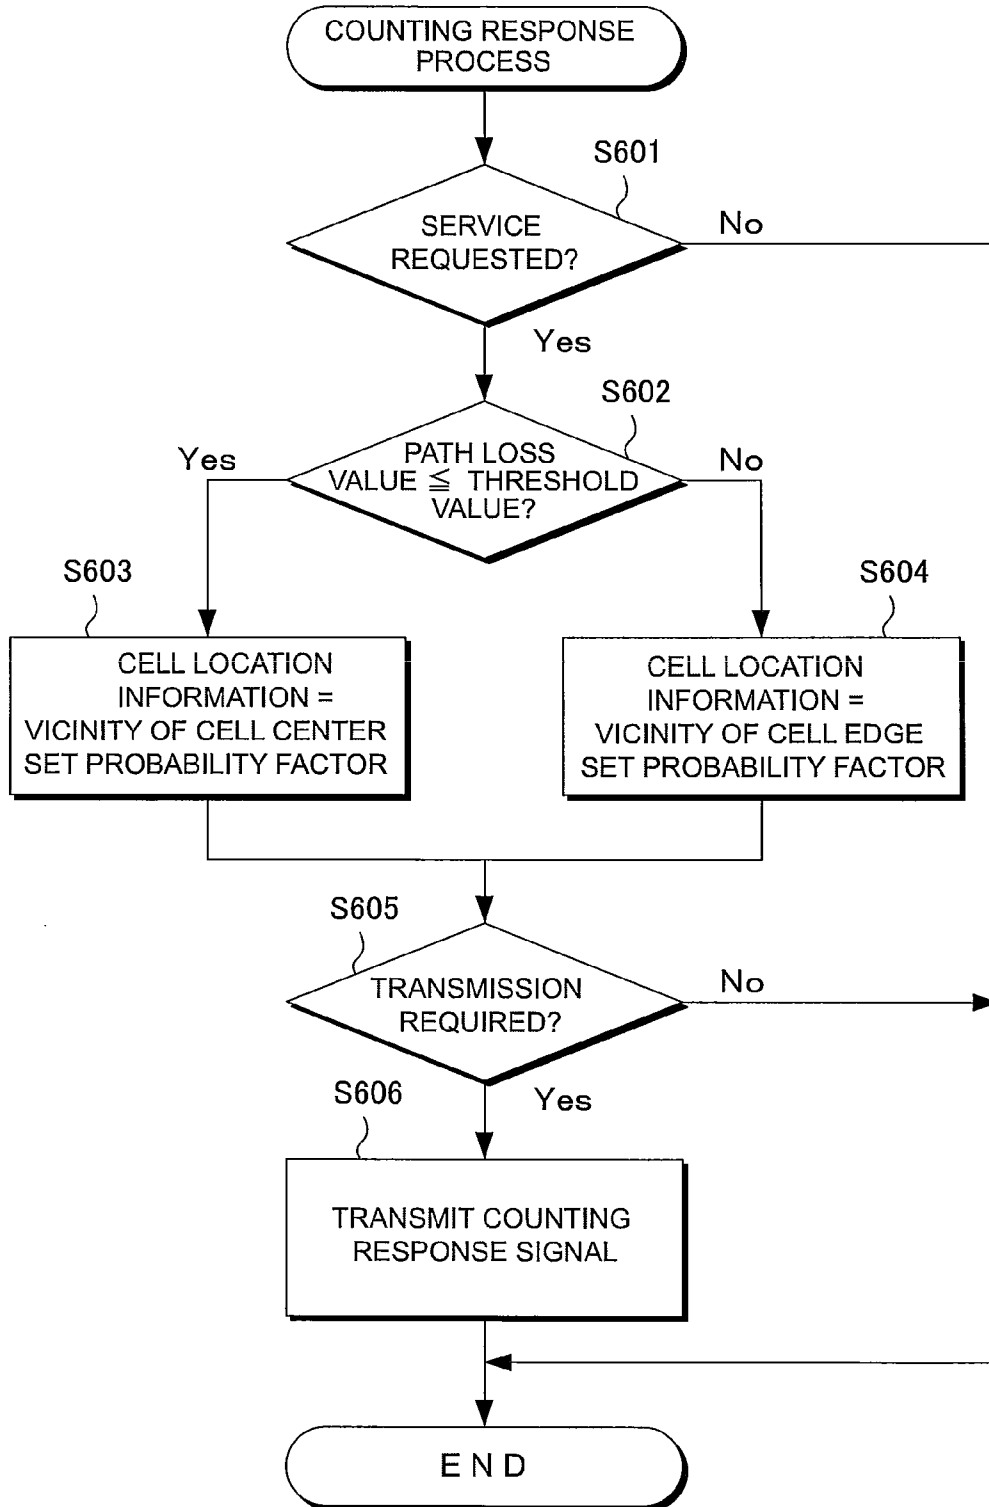 COUNTING RESPONSE
PROCESS
S601
SERVICE
REQUESTED?
No
Yes
S602
PATH LOSS
VALUE ≦ THRESHOLD
VALUE?
Yes
No
S603
CELL LOCATION
INFORMATION =
VICINITY OF CELL CENTER
SET PROBABILITY FACTOR
S604
CELL LOCATION
INFORMATION =
VICINITY OF CELL EDGE
SET PROBABILITY FACTOR
S605
TRANSMISSION
REQUIRED?
No
Yes
S606
TRANSMIT COUNTING
RESPONSE SIGNAL
END